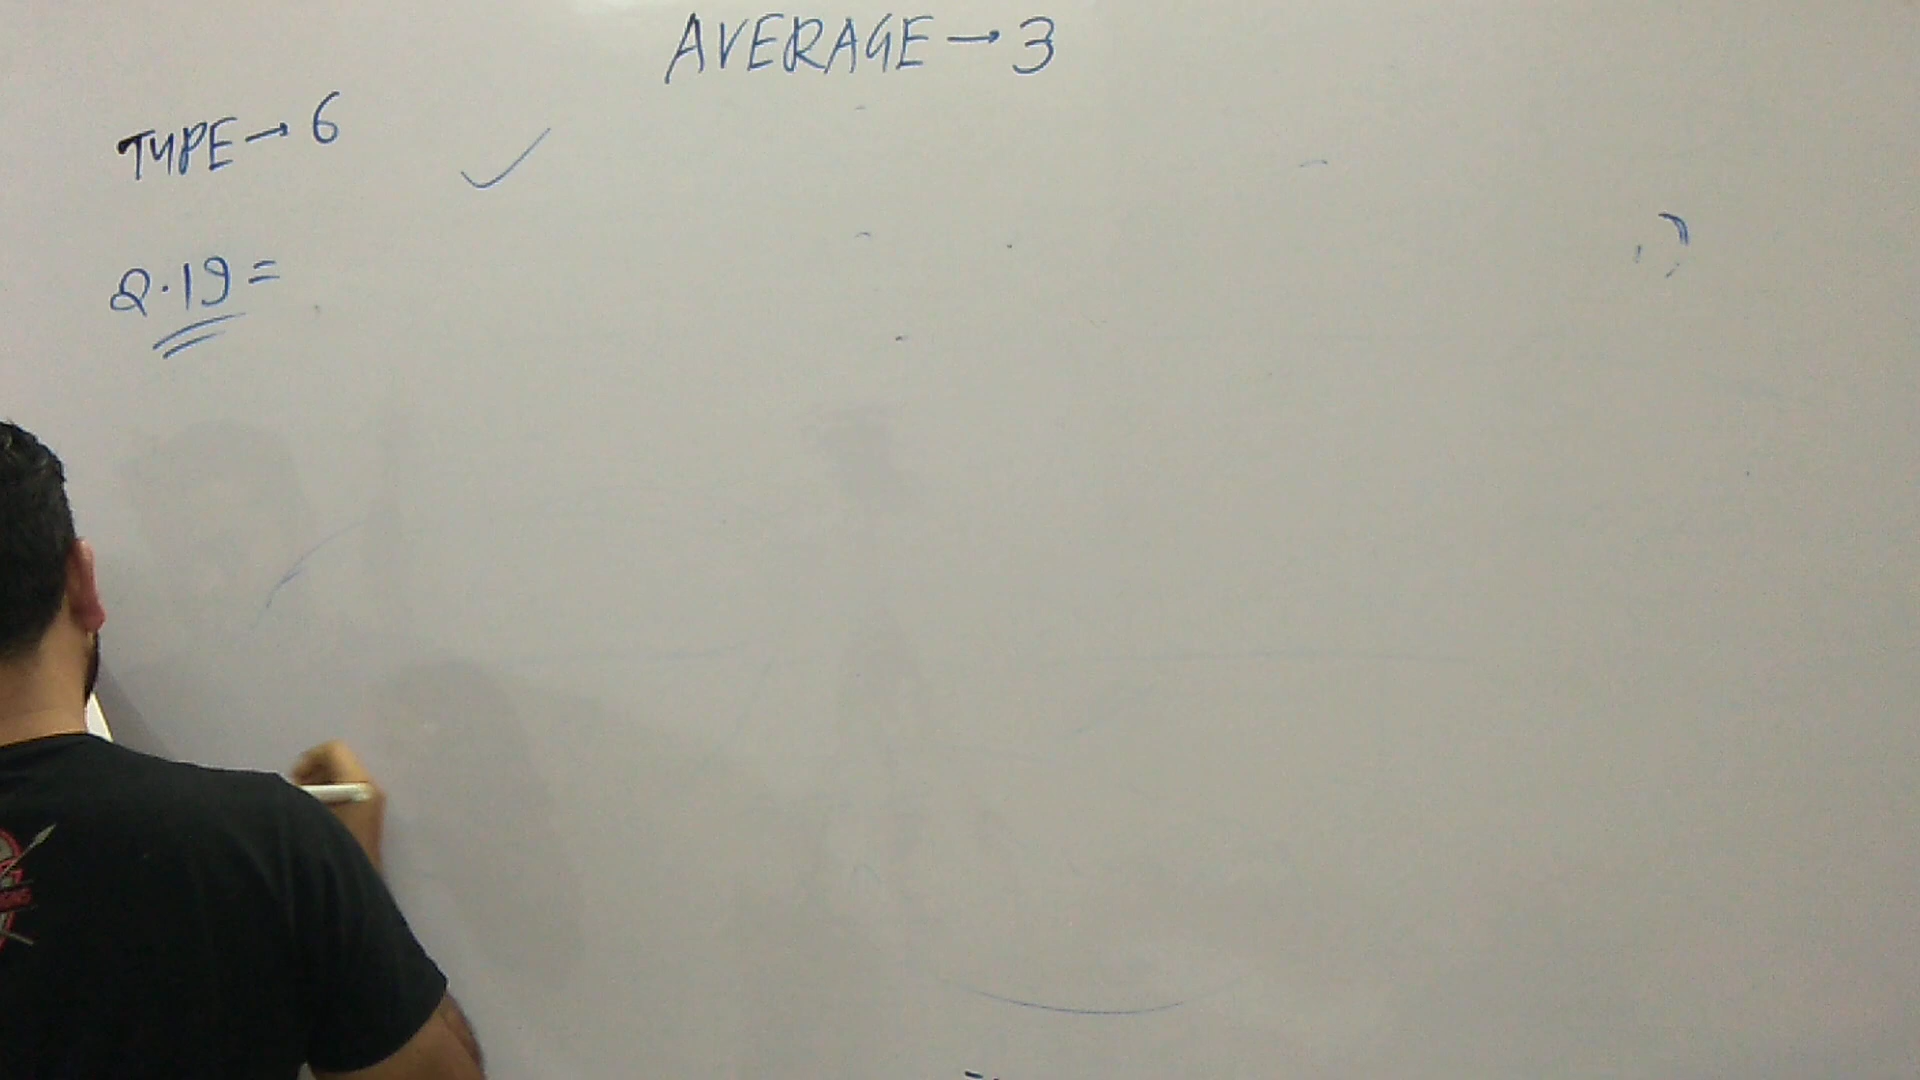 AVERAGE → 3
TYPE → 6
Q.19 =